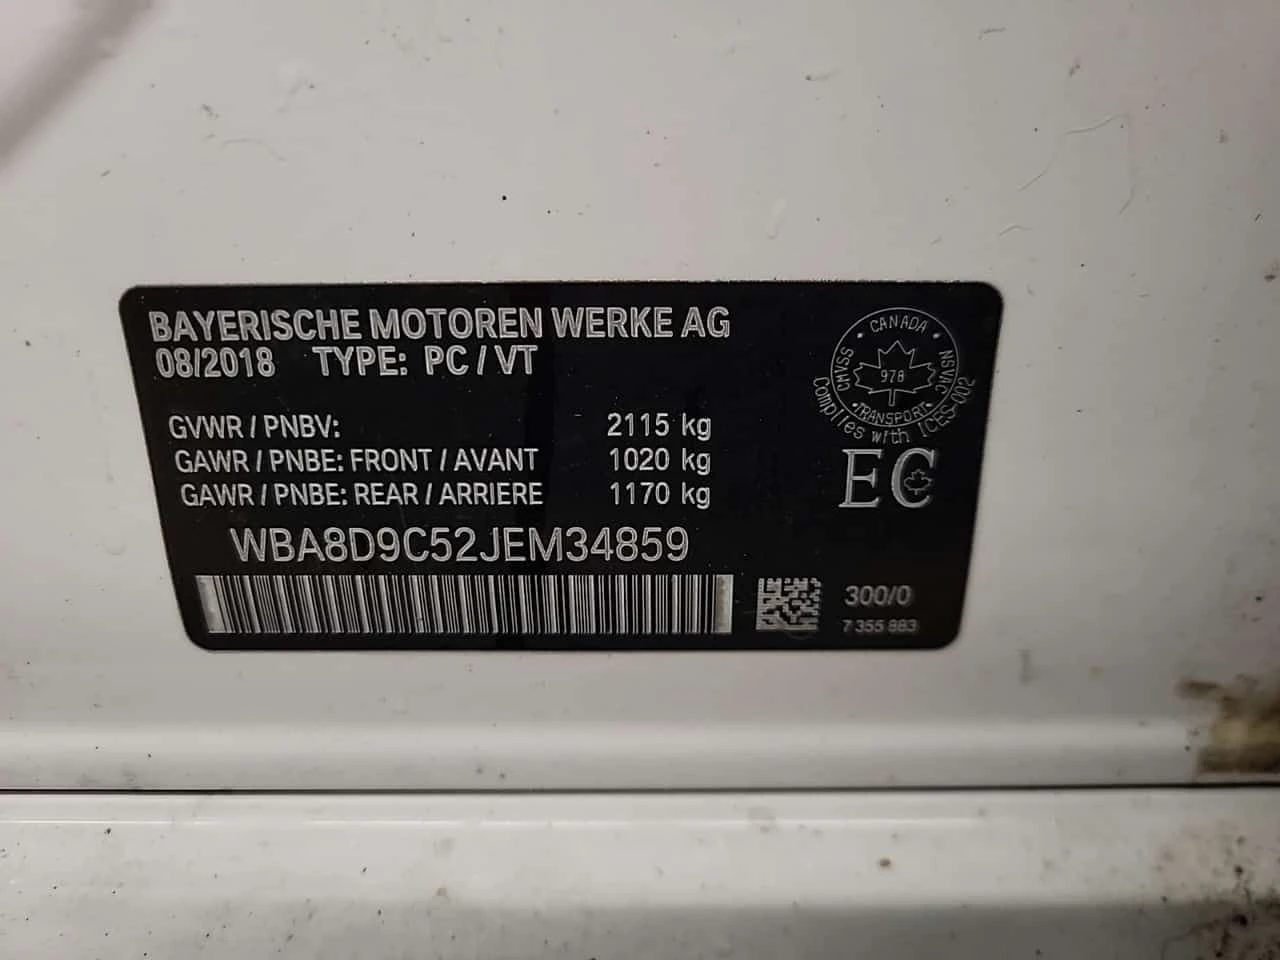 BAYERISCHE MOTOREN WERKE AG
08/2018 TYPE: PC / VT
GVWR / PNBV: 2115 kg
GAWR / PNBE: FRONT / AVANT 1020 kg
GAWR / PNBE: REAR / ARRIERE 1170 kg
WBA8D9C52JEM34859
CANADA
CMVSS
978
NSVAC
TRANSPORT
Complies with ICES-002
EC
300/0
7 355 883